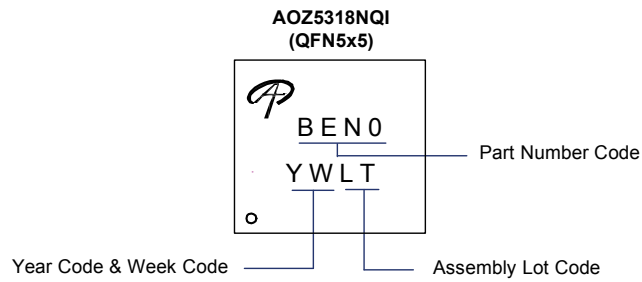 AOZ5318NQI
(QFN5x5)
BEN0
Part Number Code
YWLT
Year Code & Week Code
Assembly Lot Code